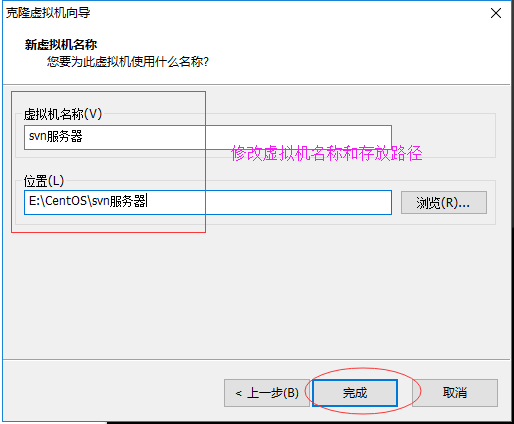 克隆虚拟机向导
新虚拟机名称
您要为此虚拟机使用什么名称?
虚拟机名称(V)
svn服务器
修改虚拟机名称和存放路径
位置(L)
E:\CentOS\svn服务器
浏览(R)...
< 上一步(B)
完成
取消